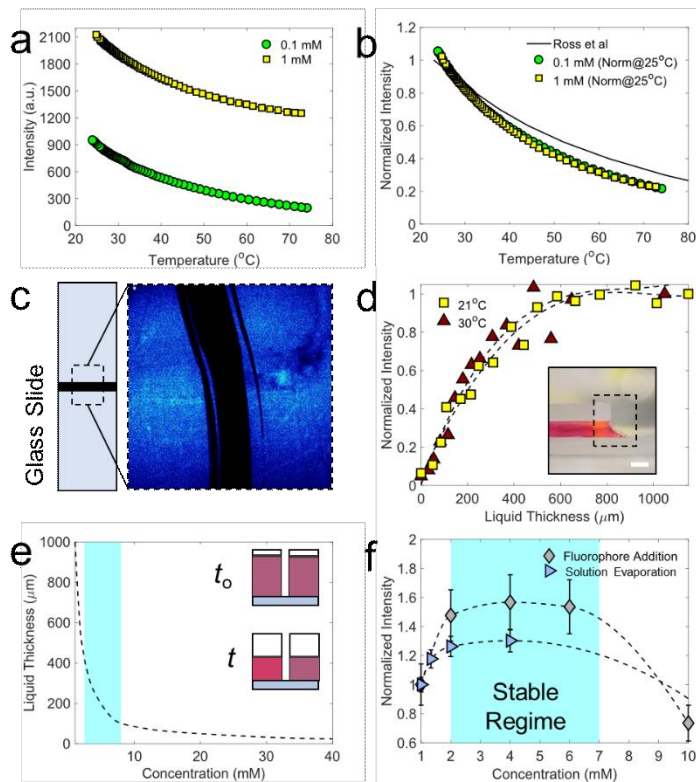 a
2100
1800
1500
1200
900
600
300
0
20 30 40 50 60 70 80
Intensity (a.u.)
Temperature (°C)
0.1 mM
1 mM
b
1.2
1
0.8
0.6
0.4
0.2
0
20 30 40 50 60 70 80
Normalized Intensity
Temperature (°C)
Ross et al
0.1 mM (Norm@25°C)
1 mM (Norm@25°C)
c
Glass Slide
d
1
0.8
0.6
0.4
0.2
0
0 200 400 600 800 1000
Normalized Intensity
Liquid Thickness (μm)
21°C
30°C
e
1000
800
600
400
200
0
10 20 30 40
Liquid Thickness (μm)
Concentration (mM)
to
t
f
2
1.8
1.6
1.4
1.2
1
0.8
0.6
1 2 3 4 5 6 7 8 9 10
Normalized Intensity
Concentration (mM)
Fluorophore Addition
Solution Evaporation
Stable
Regime